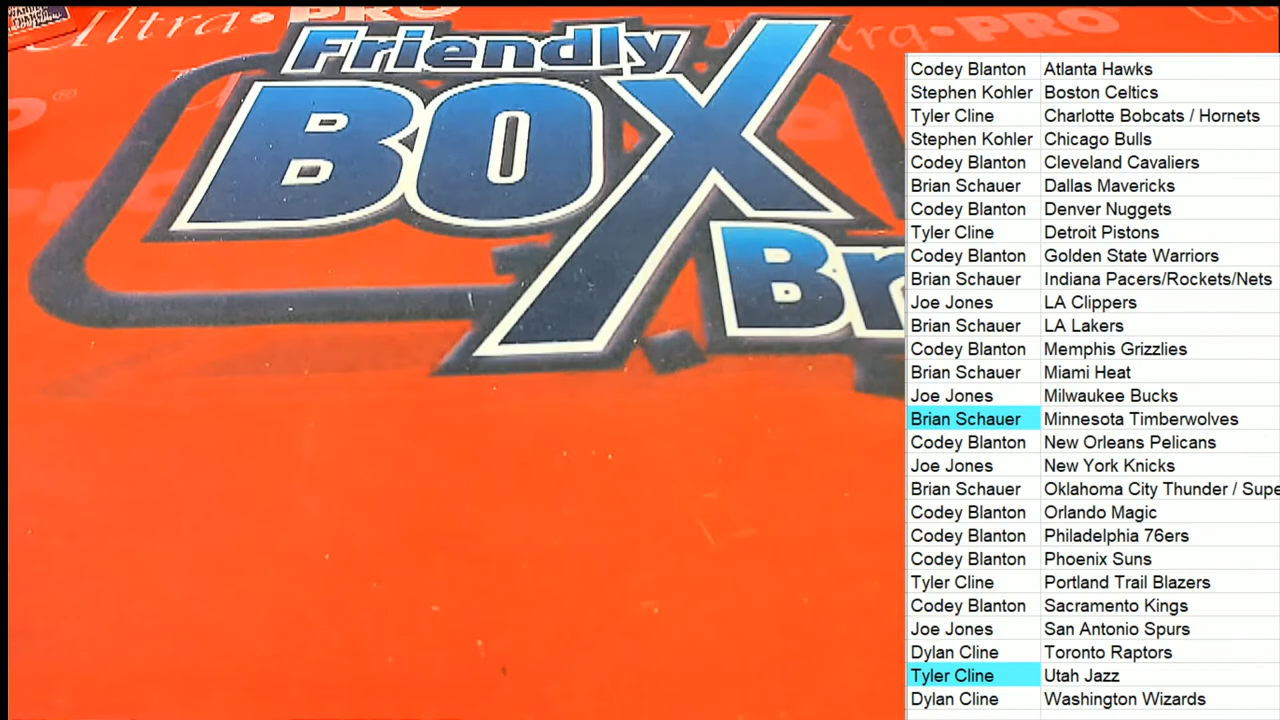 Ultra PRO
Friendly
BOX
Br
Codey Blanton Atlanta Hawks
Stephen Kohler Boston Celtics
Tyler Cline Charlotte Bobcats / Hornets
Stephen Kohler Chicago Bulls
Codey Blanton Cleveland Cavaliers
Brian Schauer Dallas Mavericks
Codey Blanton Denver Nuggets
Tyler Cline Detroit Pistons
Codey Blanton Golden State Warriors
Brian Schauer Indiana Pacers/Rockets/Nets
Joe Jones LA Clippers
Brian Schauer LA Lakers
Codey Blanton Memphis Grizzlies
Brian Schauer Miami Heat
Joe Jones Milwaukee Bucks
Brian Schauer Minnesota Timberwolves
Codey Blanton New Orleans Pelicans
Joe Jones New York Knicks
Brian Schauer Oklahoma City Thunder / Supe
Codey Blanton Orlando Magic
Codey Blanton Philadelphia 76ers
Codey Blanton Phoenix Suns
Tyler Cline Portland Trail Blazers
Codey Blanton Sacramento Kings
Joe Jones San Antonio Spurs
Dylan Cline Toronto Raptors
Tyler Cline Utah Jazz
Dylan Cline Washington Wizards